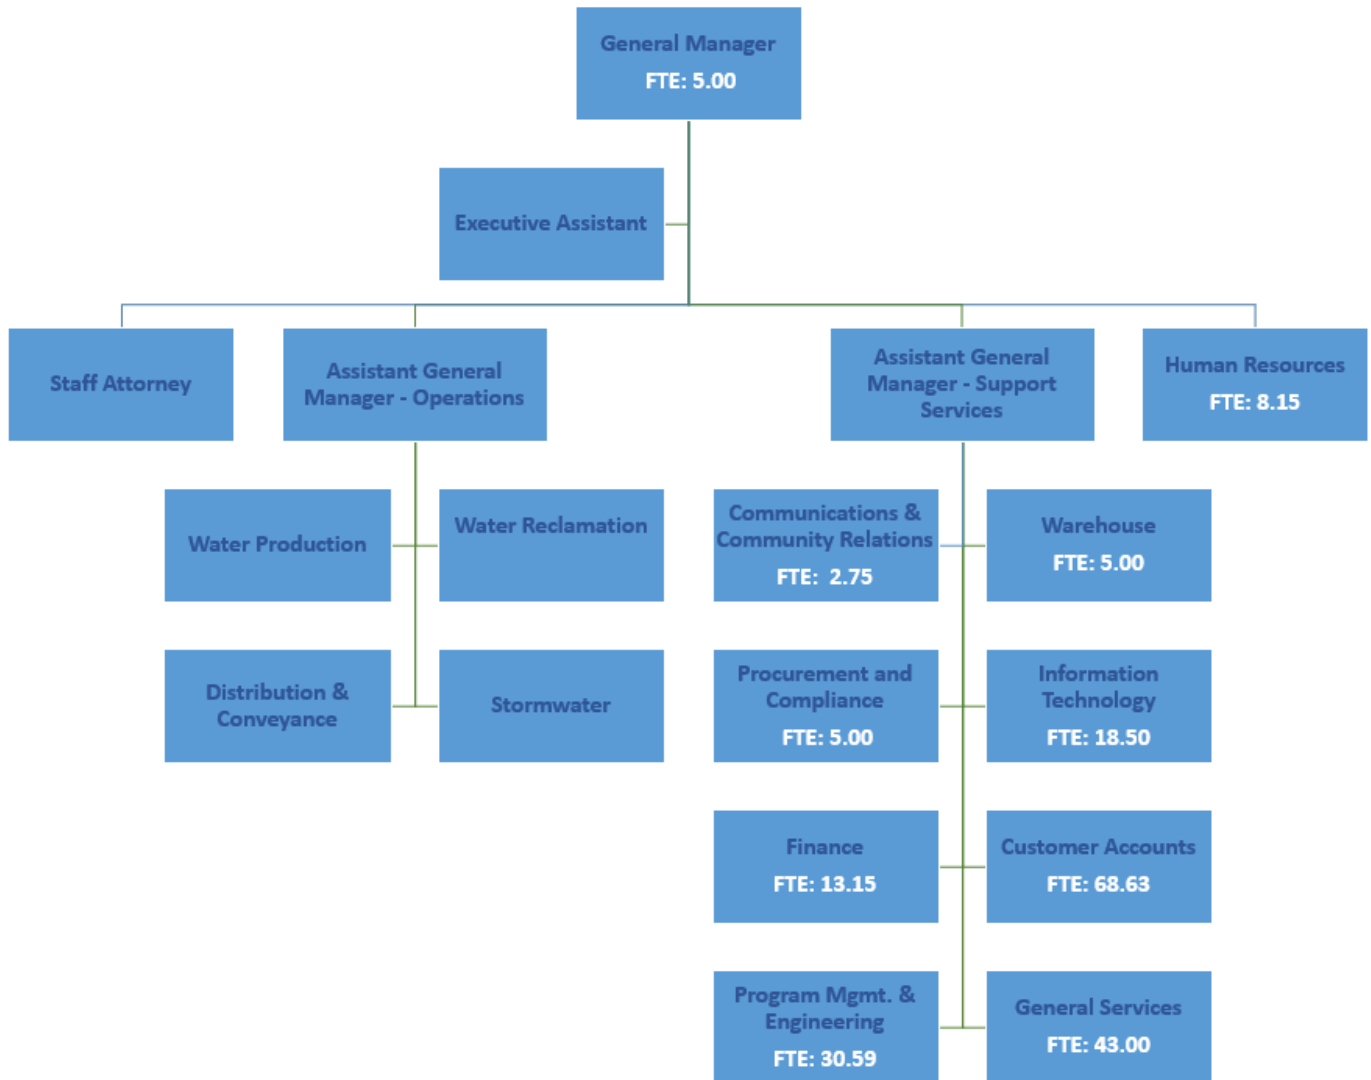 General Manager
FTE: 5.00
Executive Assistant
Staff Attorney
Assistant General
Manager - Operations
Assistant General
Manager - Support
Services
Human Resources
FTE: 8.15
Water Production
Water Reclamation
Communications &
Community Relations
FTE:  2.75
Warehouse
FTE: 5.00
Distribution &
Conveyance
Stormwater
Procurement and
Compliance
FTE: 5.00
Information
Technology
FTE: 18.50
Finance
FTE: 13.15
Customer Accounts
FTE: 68.63
Program Mgmt. &
Engineering
FTE: 30.59
General Services
FTE: 43.00